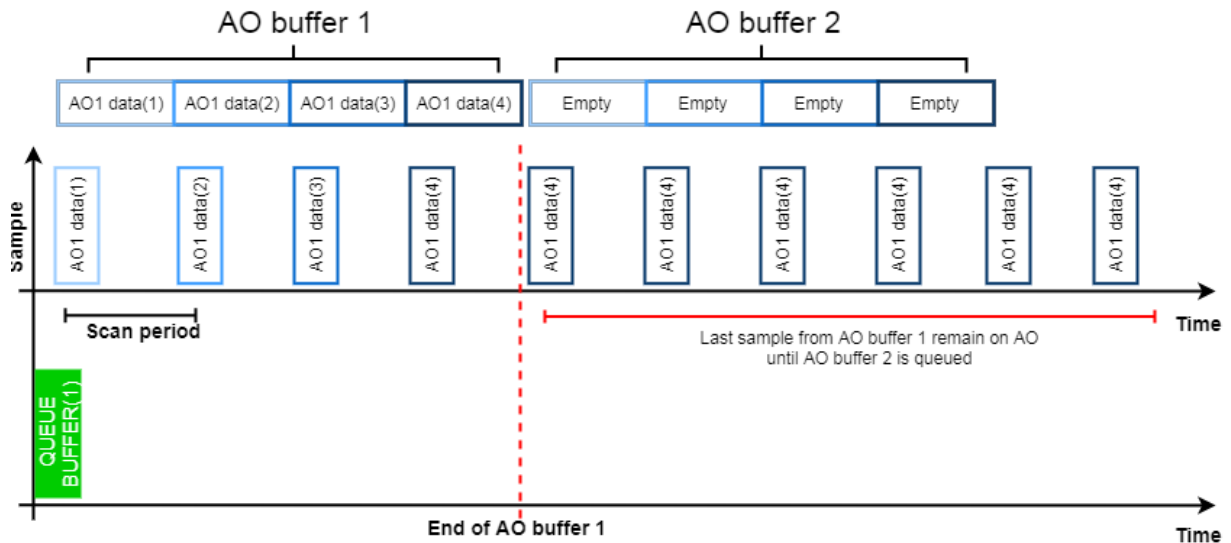 AO buffer 1
AO buffer 2
AO1 data(1)
AO1 data(2)
AO1 data(3)
AO1 data(4)
Empty
Empty
Empty
Empty
Sample
AO1 data(1)
AO1 data(2)
AO1 data(3)
AO1 data(4)
AO1 data(4)
AO1 data(4)
AO1 data(4)
AO1 data(4)
AO1 data(4)
AO1 data(4)
Scan period
Last sample from AO buffer 1 remain on AO
until AO buffer 2 is queued
Time
QUEUE
BUFFER(1)
End of AO buffer 1
Time